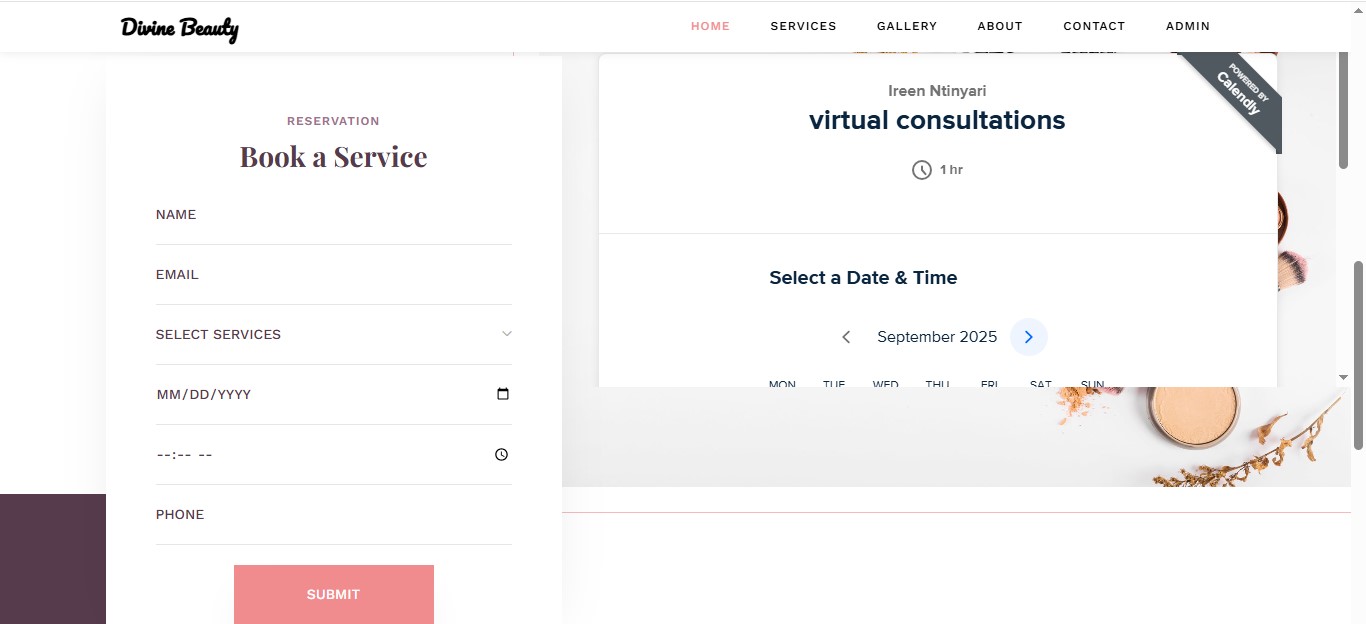 Divine Beauty
HOME SERVICES GALLERY ABOUT CONTACT ADMIN
RESERVATION
Book a Service
NAME
EMAIL
SELECT SERVICES
MM/DD/YYYY
--:-- --
PHONE
SUBMIT
POWERED BY
Calendly
Ireen Ntinyari
virtual consultations
1 hr
Select a Date & Time
September 2025
MON TUE WED THU FRI SAT SUN